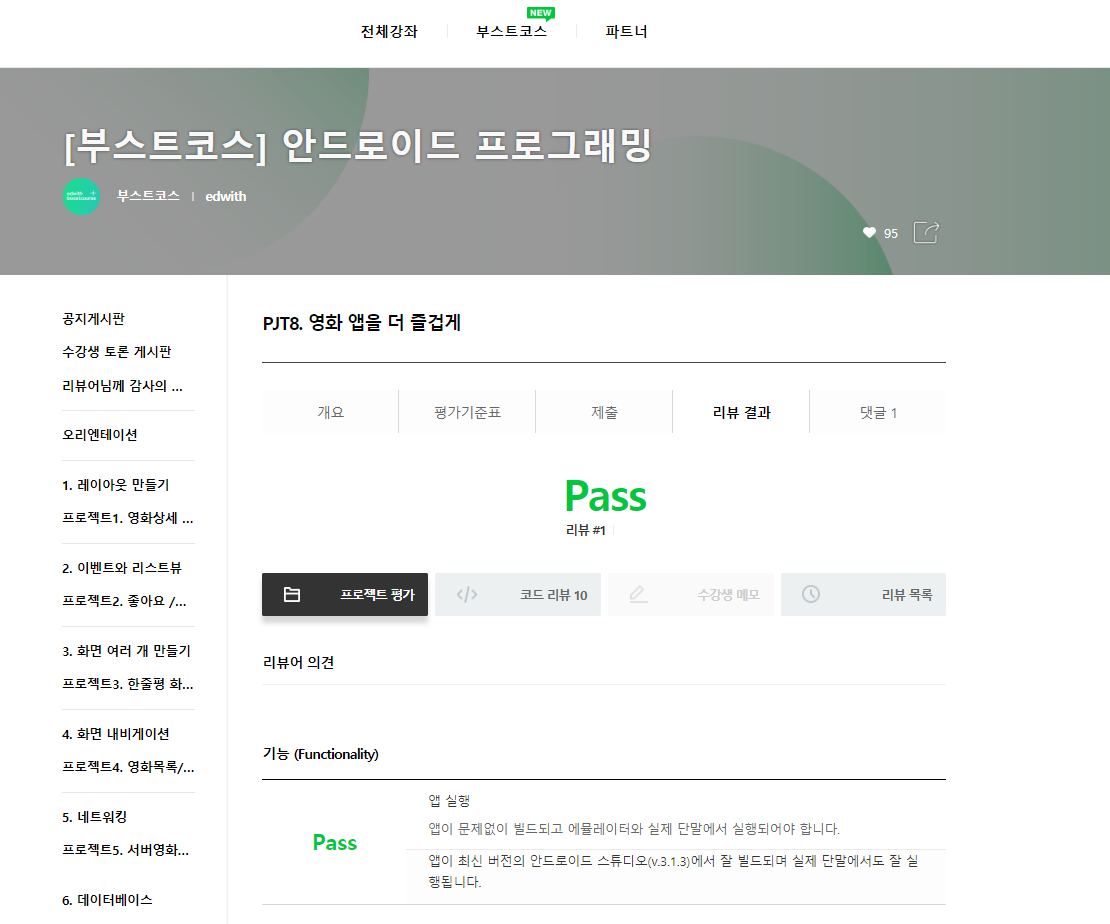 NEW
전체강좌
부스트코스
파트너
[부스트코스] 안드로이드 프로그래밍
edwith +
boostcourse
부스트코스 | edwith
95
공지게시판
수강생 토론 게시판
리뷰어님께 감사의 ...
오리엔테이션
1. 레이아웃 만들기
프로젝트1. 영화상세 ...
2. 이벤트와 리스트뷰
프로젝트2. 좋아요 /...
3. 화면 여러 개 만들기
프로젝트3. 한줄평 화...
4. 화면 내비게이션
프로젝트4. 영화목록/...
5. 네트워킹
프로젝트5. 서버영화...
6. 데이터베이스
PJT8. 영화 앱을 더 즐겁게
개요
평가기준표
제출
리뷰 결과
댓글 1
Pass
리뷰 #1
프로젝트 평가
</> 코드 리뷰 10
수강생 메모
리뷰 목록
리뷰어 의견
기능 (Functionality)
Pass
앱 실행
앱이 문제없이 빌드되고 에뮬레이터와 실제 단말에서 실행되어야 합니다.
앱이 최신 버전의 안드로이드 스튜디오(v.3.1.3)에서 잘 빌드되며 실제 단말에서도 잘 실
행됩니다.